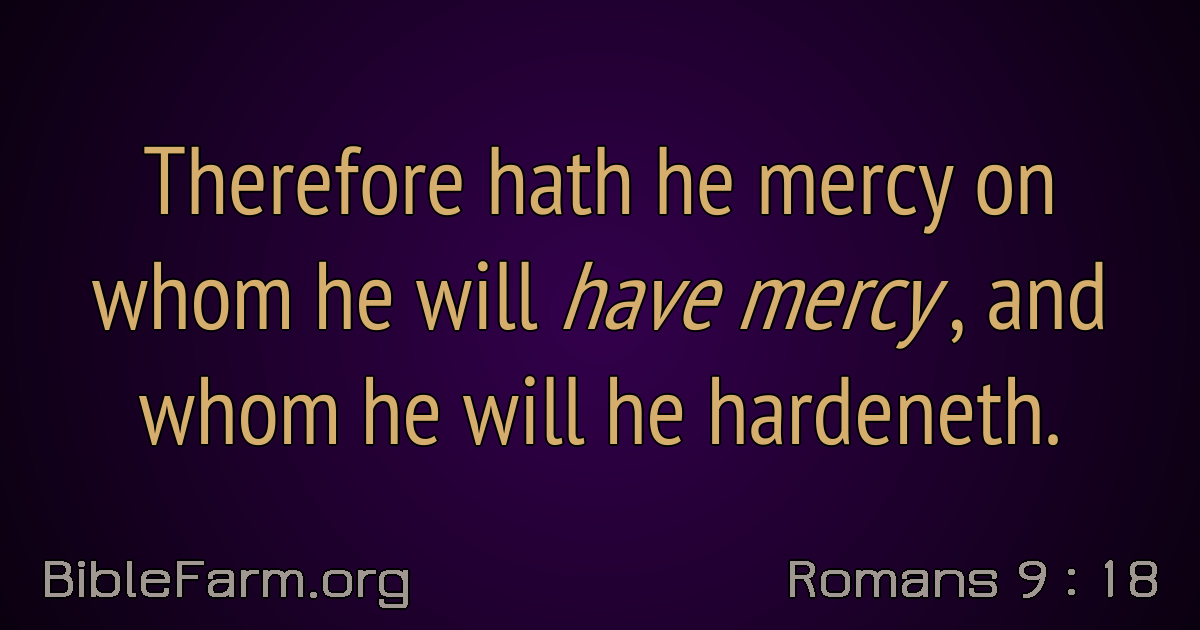 Therefore hath he mercy on
whom he will have mercy, and
whom he will he hardeneth.
BibleFarm.org
Romans 9 : 18